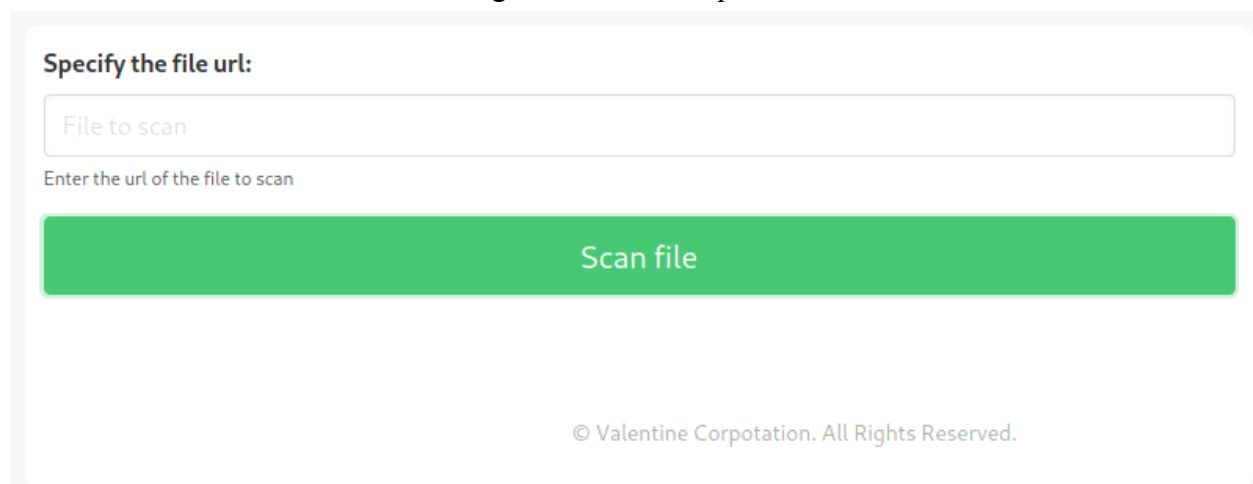 Specify the file url:
File to scan
Enter the url of the file to scan
Scan file
© Valentine Corpotation. All Rights Reserved.